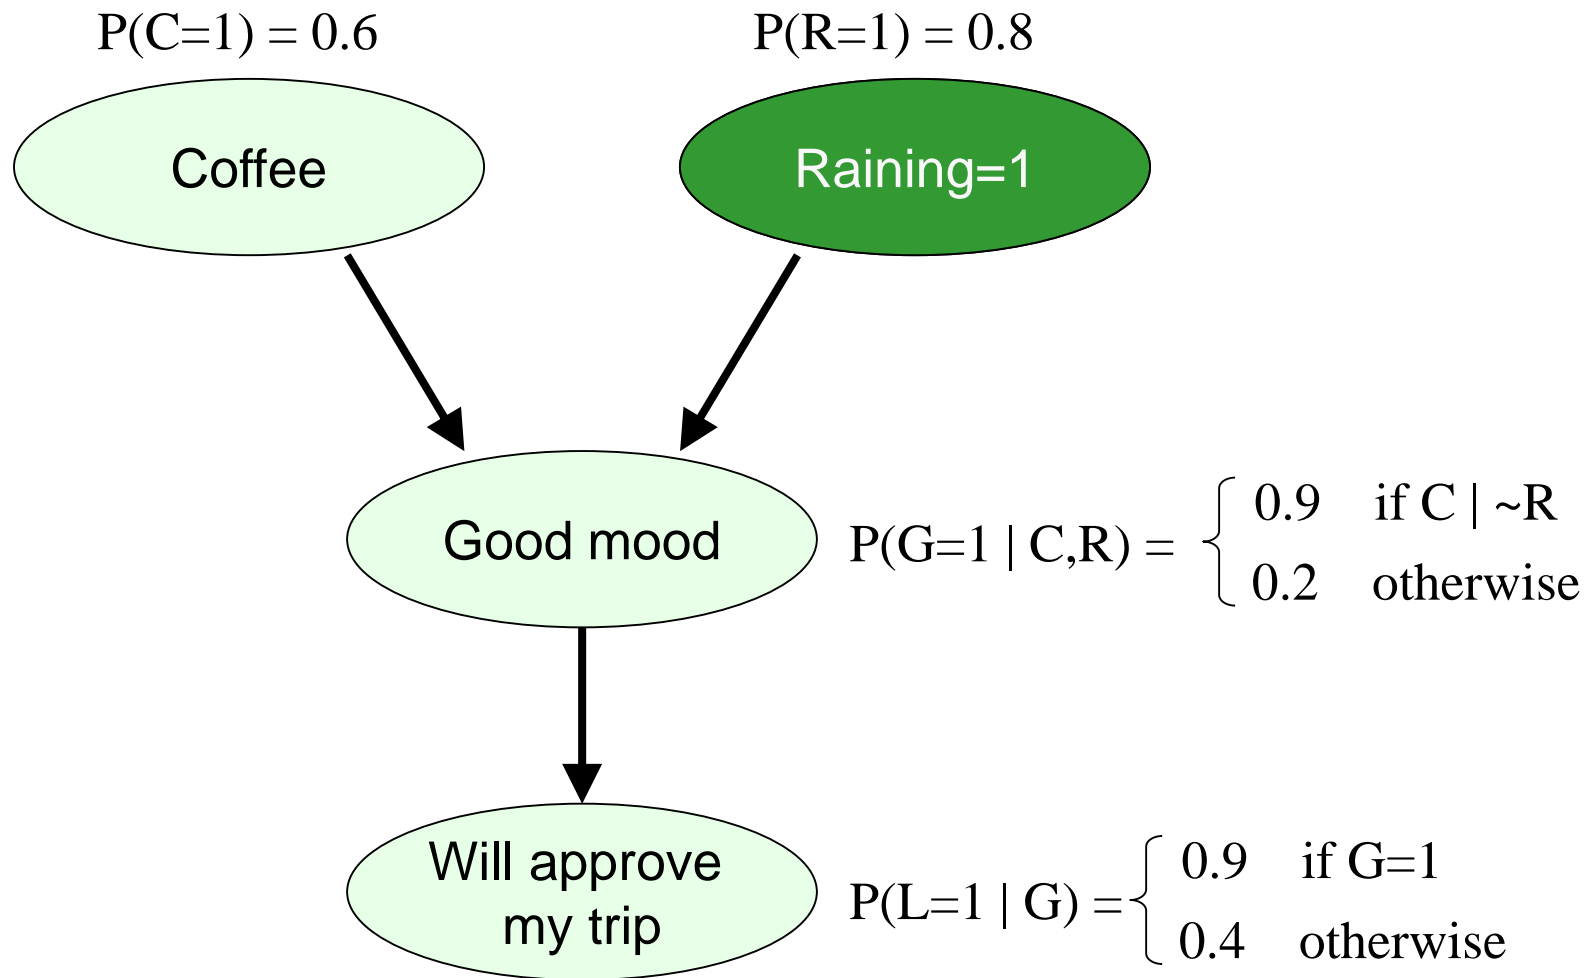 P(C=1) = 0.6
P(R=1) = 0.8
Coffee
Raining=1
Good mood
P(G=1 | C,R) =
0.9 if C | ~R
0.2 otherwise
Will approve
my trip
P(L=1 | G) =
0.9 if G=1
0.4 otherwise